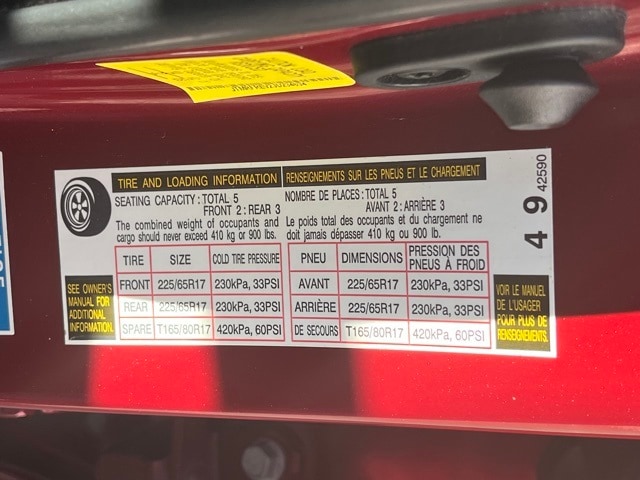 TIRE AND LOADING INFORMATION
RENSEIGNEMENTS SUR LES PNEUS ET LE CHARGEMENT
SEATING CAPACITY : TOTAL 5
FRONT 2 : REAR 3
The combined weight of occupants and
cargo should never exceed 410 kg or 900 lbs.
NOMBRE DE PLACES : TOTAL 5
AVANT 2 : ARRIÈRE 3
Le poids total des occupants et du chargement ne
doit jamais dépasser 410 kg ou 900 lb.
TIRE SIZE COLD TIRE PRESSURE
FRONT 225/65R17 230kPa, 33PSI
REAR 225/65R17 230kPa, 33PSI
SPARE T165/80R17 420kPa, 60PSI
PNEU DIMENSIONS PRESSION DES
PNEUS À FROID
AVANT 225/65R17 230kPa, 33PSI
ARRIÈRE 225/65R17 230kPa, 33PSI
DE SECOURS T165/80R17 420kPa, 60PSI
SEE OWNER'S
MANUAL FOR
ADDITIONAL
INFORMATION.
VOIR LE MANUEL
DE L'USAGER
POUR PLUS DE
RENSEIGNEMENTS.
4 9 42590